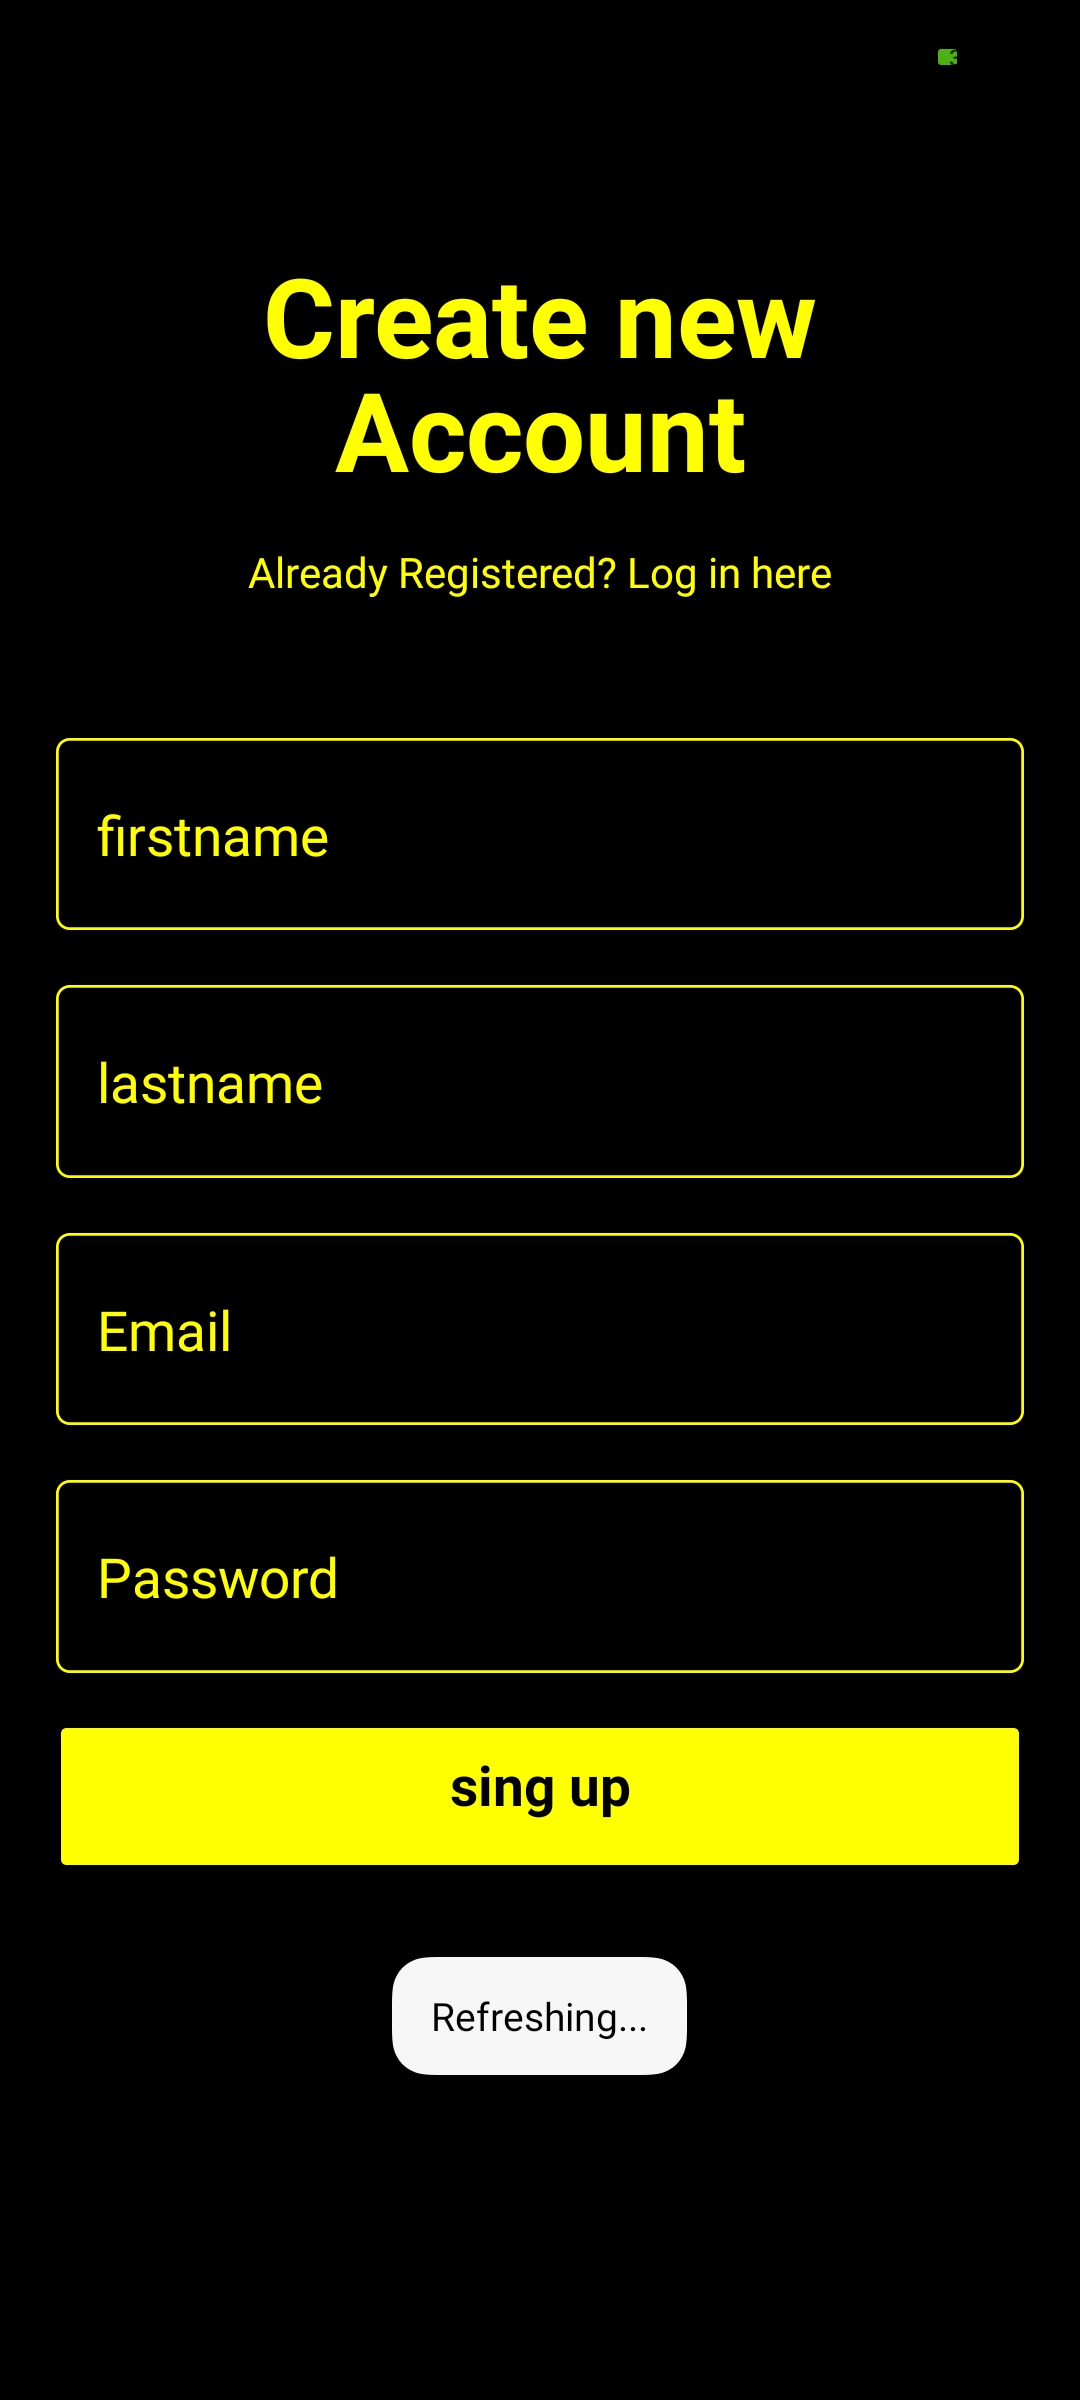 Create new
Account
Already Registered? Log in here
firstname
lastname
Email
Password
sing up
Refreshing...